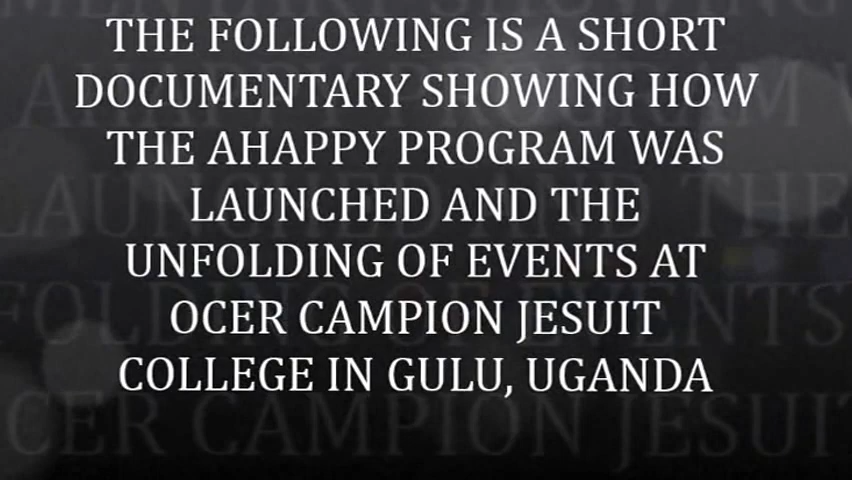 THE FOLLOWING IS A SHORT
DOCUMENTARY SHOWING HOW
THE AHAPPY PROGRAM WAS
LAUNCHED AND THE
UNFOLDING OF EVENTS AT
OCER CAMPION JESUIT
COLLEGE IN GULU, UGANDA